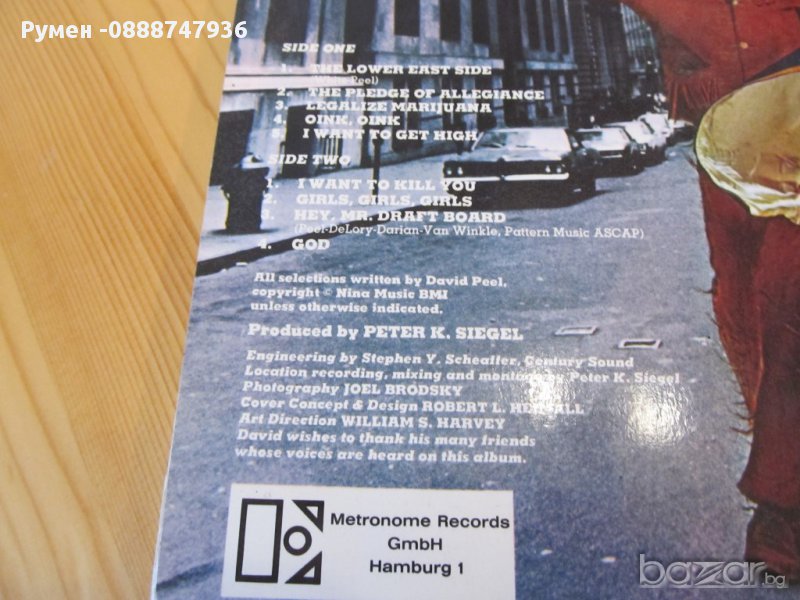 Румен -0888747936
SIDE ONE
1. THE LOWER EAST SIDE
(White-Peel)
2. THE PLEDGE OF ALLEGIANCE
3. LEGALIZE MARIJUANA
4. OINK, OINK
5. I WANT TO GET HIGH
SIDE TWO
1. I WANT TO KILL YOU
2. GIRLS, GIRLS, GIRLS
3. HEY, MR. DRAFT BOARD
(Peel-DeLory-Darian-Van Winkle, Pattern Music ASCAP)
4. GOD
All selections written by David Peel,
copyright © Nina Music BMI
unless otherwise indicated.
Produced by PETER K. SIEGEL
Engineering by Stephen Y. Scheaffer, Century Sound
Location recording, mixing and montage by Peter K. Siegel
Photography JOEL BRODSKY
Cover Concept & Design ROBERT L.
Art Direction WILLIAM S. HARVEY
David wishes to thank his many friends
whose voices are heard on this album.
Metronome Records
GmbH
Hamburg 1
bazar.bg